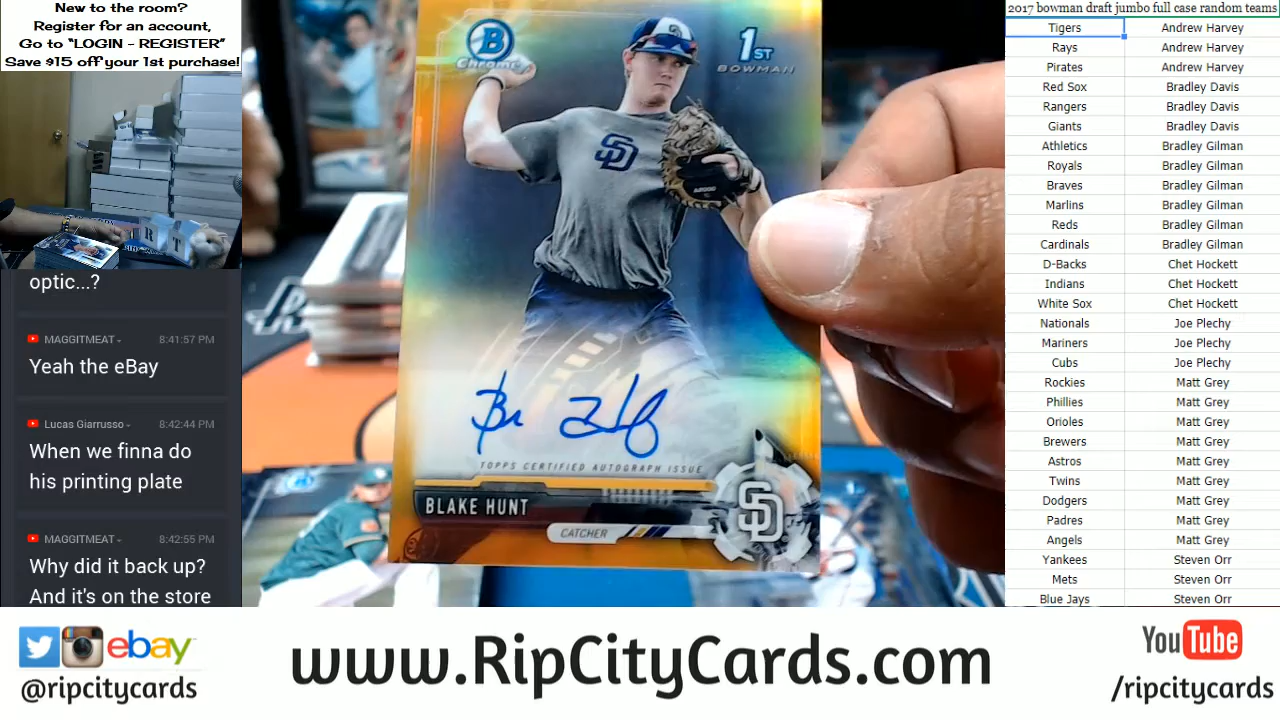 New to the room?
Register for an account,
Go to "LOGIN - REGISTER"
Save $15 off your 1st purchase!
R T
optic...?
MAGGITMEAT 8:41:57 PM
Yeah the eBay
Lucas Giarrusso 8:42:44 PM
When we finna do
his printing plate
MAGGITMEAT 8:42:55 PM
Why did it back up?
And it's on the store
B
Chrome
1ST
BOWMAN
SD
Bla Hunt
TOPPS CERTIFIED AUTOGRAPH ISSUE
BLAKE HUNT
CATCHER
SD
2017 bowman draft jumbo full case random teams
Tigers Andrew Harvey
Rays Andrew Harvey
Pirates Andrew Harvey
Red Sox Bradley Davis
Rangers Bradley Davis
Giants Bradley Davis
Athletics Bradley Gilman
Royals Bradley Gilman
Braves Bradley Gilman
Marlins Bradley Gilman
Reds Bradley Gilman
Cardinals Bradley Gilman
D-Backs Chet Hockett
Indians Chet Hockett
White Sox Chet Hockett
Nationals Joe Plechy
Mariners Joe Plechy
Cubs Joe Plechy
Rockies Matt Grey
Phillies Matt Grey
Orioles Matt Grey
Brewers Matt Grey
Astros Matt Grey
Twins Matt Grey
Dodgers Matt Grey
Padres Matt Grey
Angels Matt Grey
Yankees Steven Orr
Mets Steven Orr
Blue Jays Steven Orr
ebay
@ripcitycards
www.RipCityCards.com
YouTube
/ripcitycards